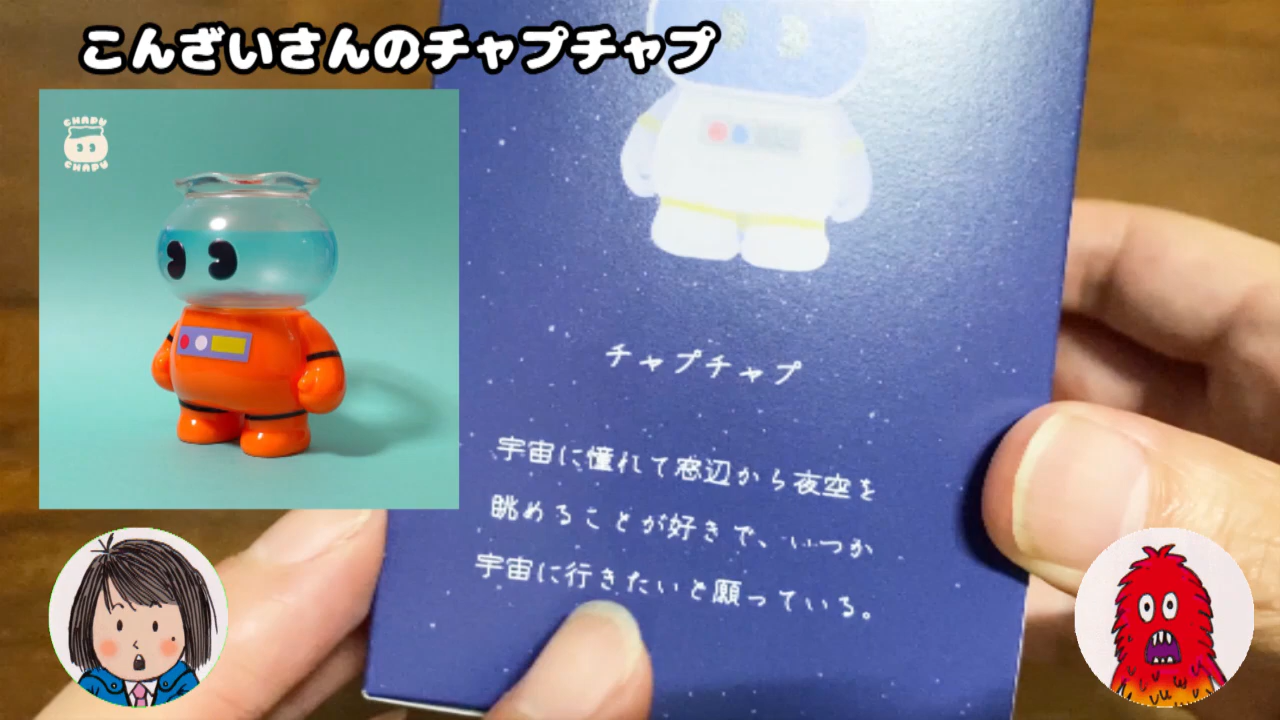 こんざいさんのチャプチャプ
CHAPU
CHAPU
チャプチャプ
宇宙に憧れて窓辺から夜空を
眺めることが好きで、いつか
宇宙に行きたいと願っている。